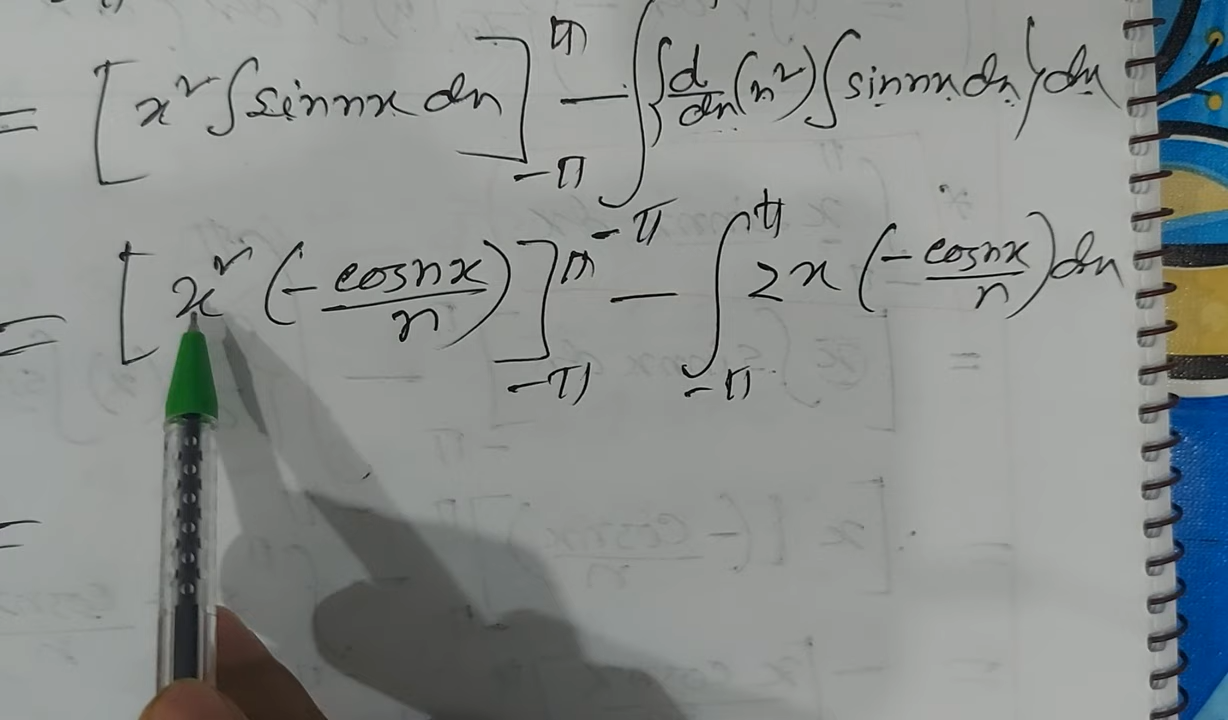 = [x² ∫sin nx dx]_{-π}^{π} - ∫_{-π}^{π} {d/dx (x²) ∫sin nx dx} dx
= [x² (-cos nx/n)]_{-π}^{π} - ∫_{-π}^{π} 2x (-cos nx/n) dx
=